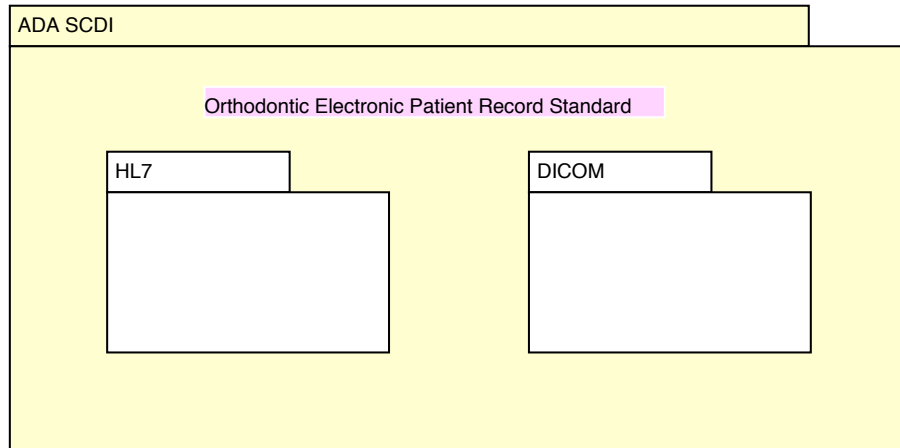 ADA SCDI
Orthodontic Electronic Patient Record Standard
HL7
DICOM